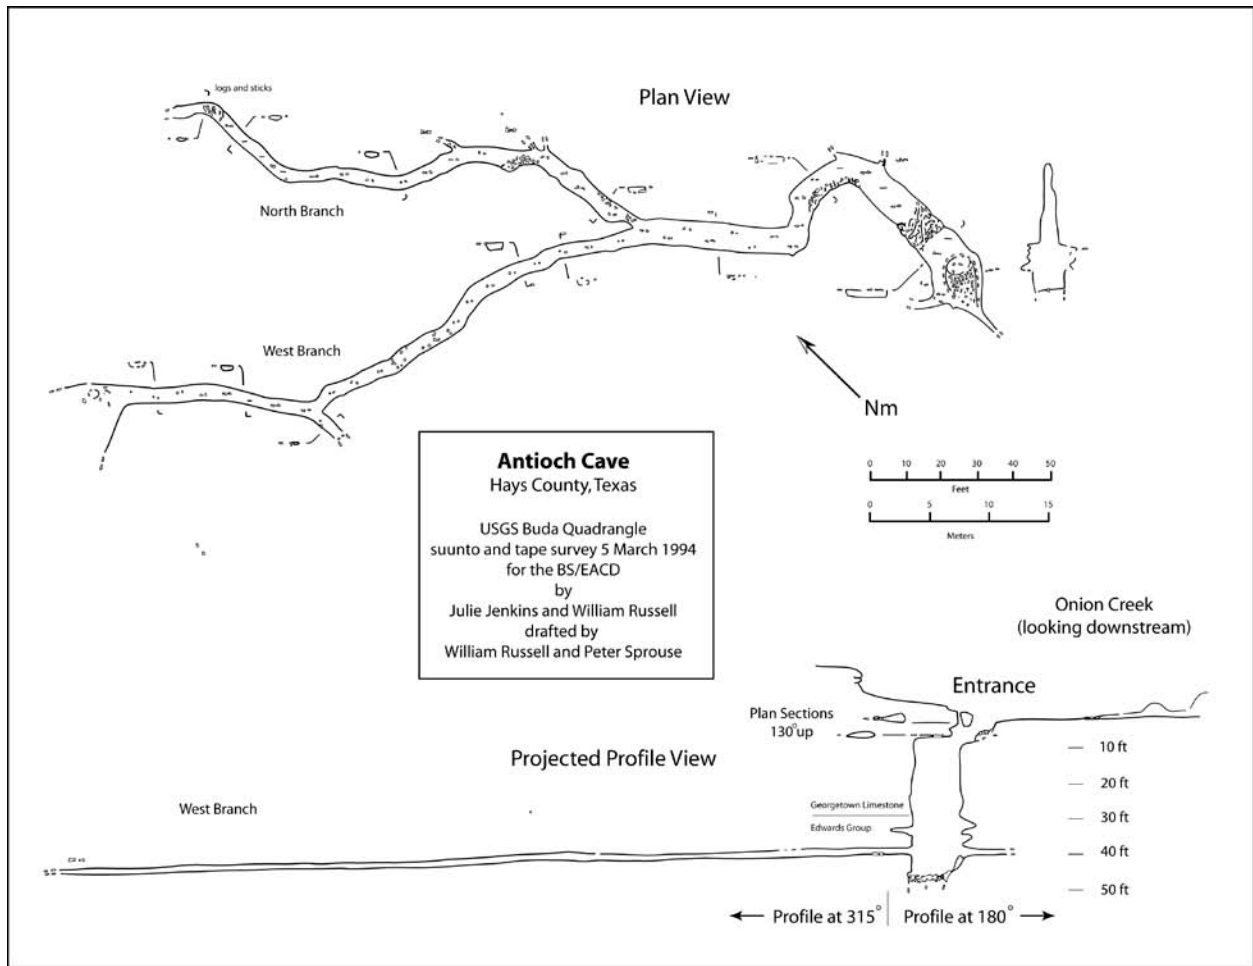 logs and sticks
Plan View
North Branch
West Branch
Nm
0 10 20 30 40 50
Feet
0 5 10 15
Meters
Antioch Cave
Hays County, Texas
USGS Buda Quadrangle
suunto and tape survey 5 March 1994
for the BS/EACD
by
Julie Jenkins and William Russell
drafted by
William Russell and Peter Sprouse
Onion Creek
(looking downstream)
Entrance
Plan Sections
130°up
Projected Profile View
10 ft
20 ft
30 ft
40 ft
50 ft
West Branch
Georgetown Limestone
Edwards Group
Profile at 315°
Profile at 180°